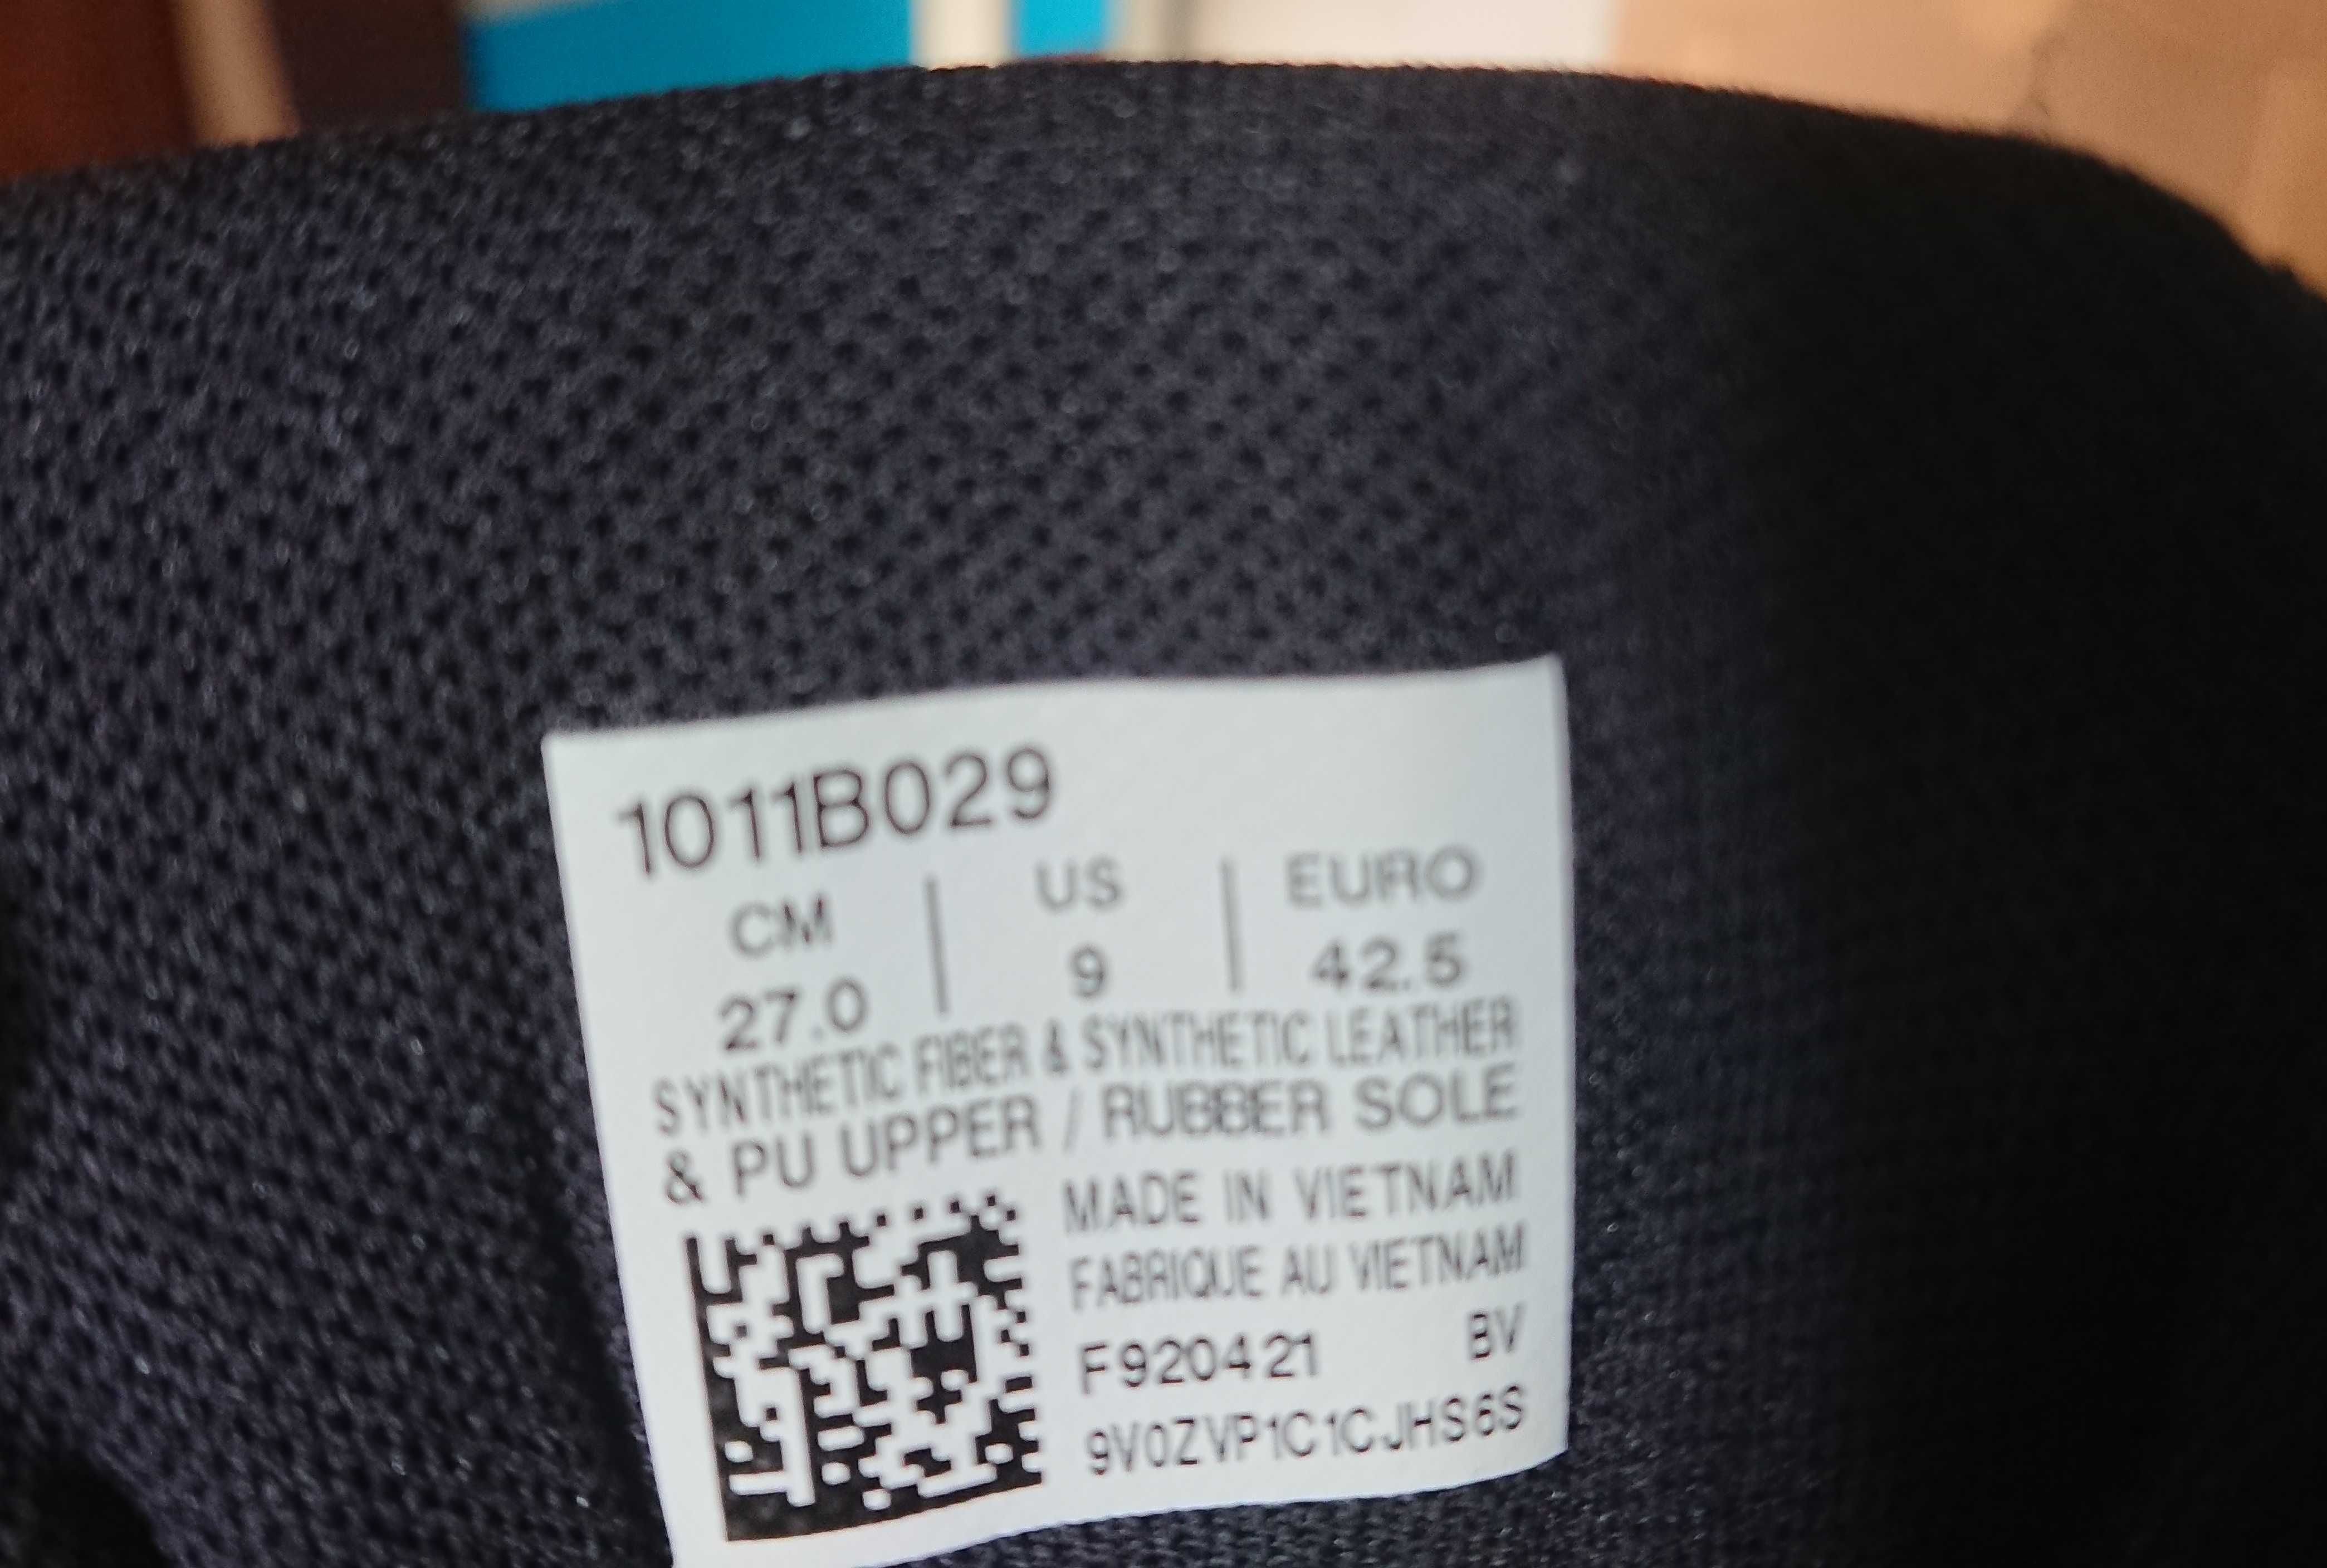 1011B029
CM | US | EURO
27.0 | 9 | 42.5
SYNTHETIC FIBER & SYNTHETIC LEATHER
& PU UPPER / RUBBER SOLE
MADE IN VIETNAM
FABRIQUE AU VIETNAM
F920421 BV
9V0ZVP1C1CJHS6S